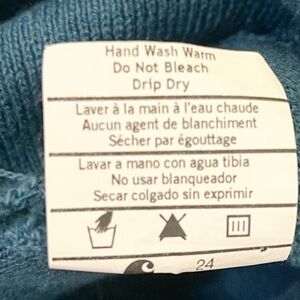 Hand Wash Warm
Do Not Bleach
Drip Dry
Laver à la main à l'eau chaude
Aucun agent de blanchiment
Sécher par égouttage
Lavar a mano con agua tibia
No usar blanqueador
Secar colgado sin exprimir
24